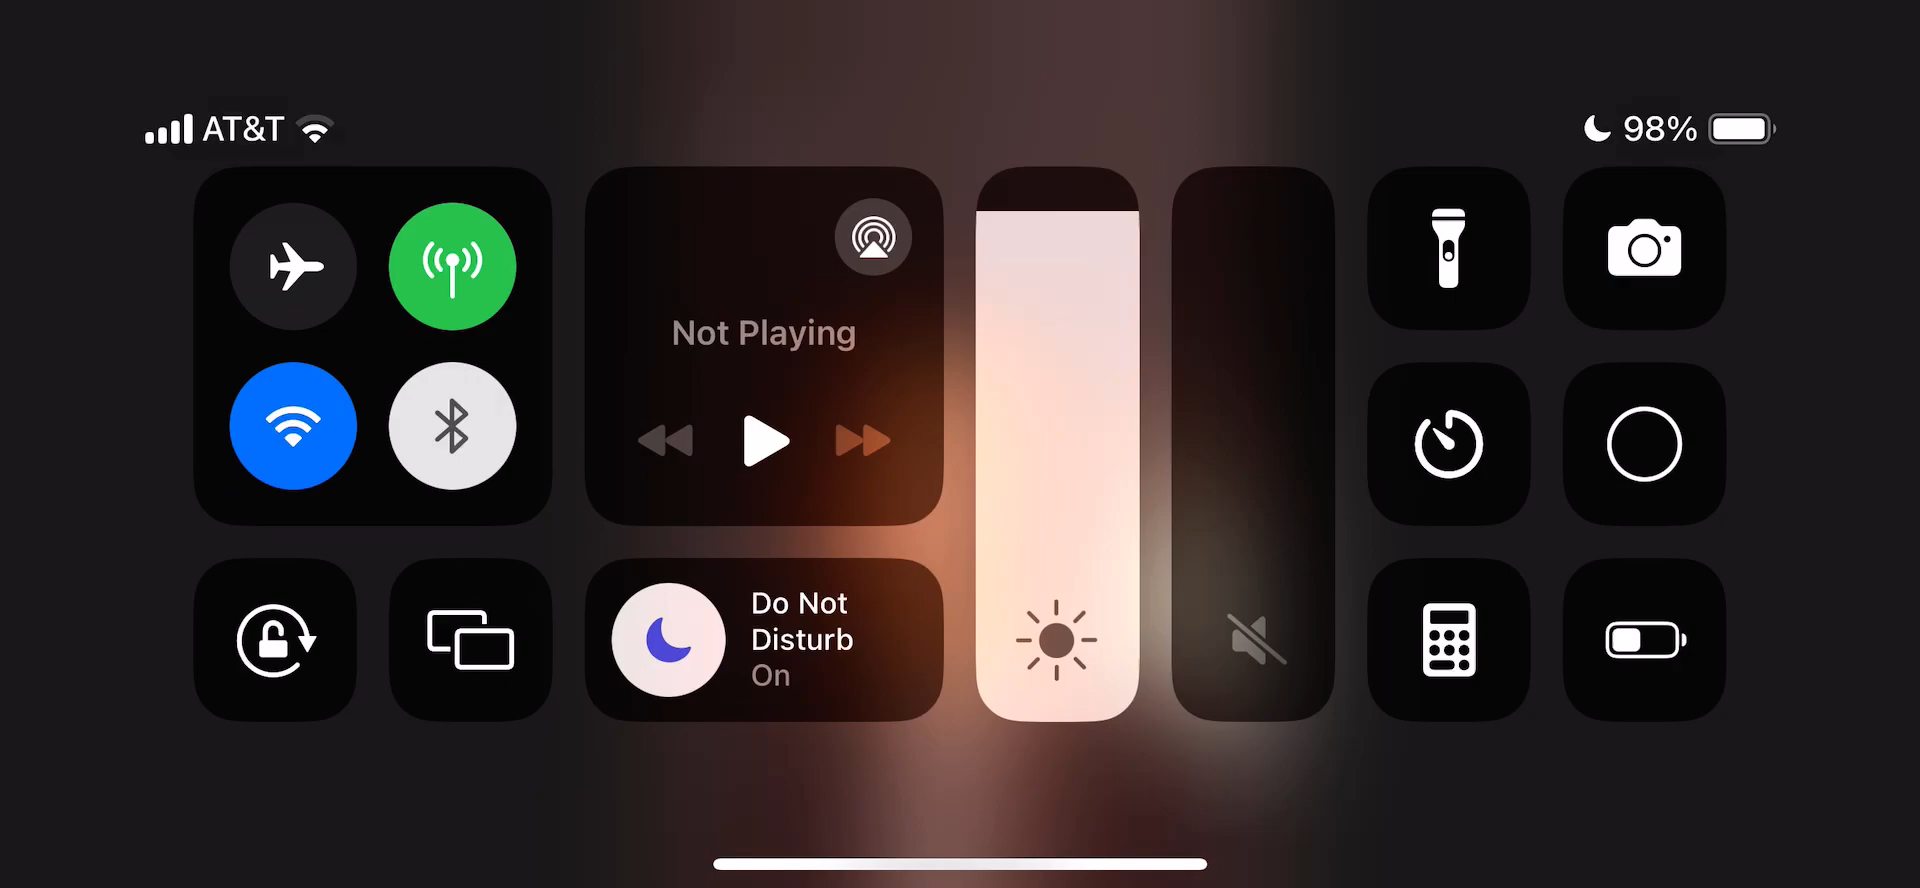 AT&T
98%
Not Playing
Do Not
Disturb
On